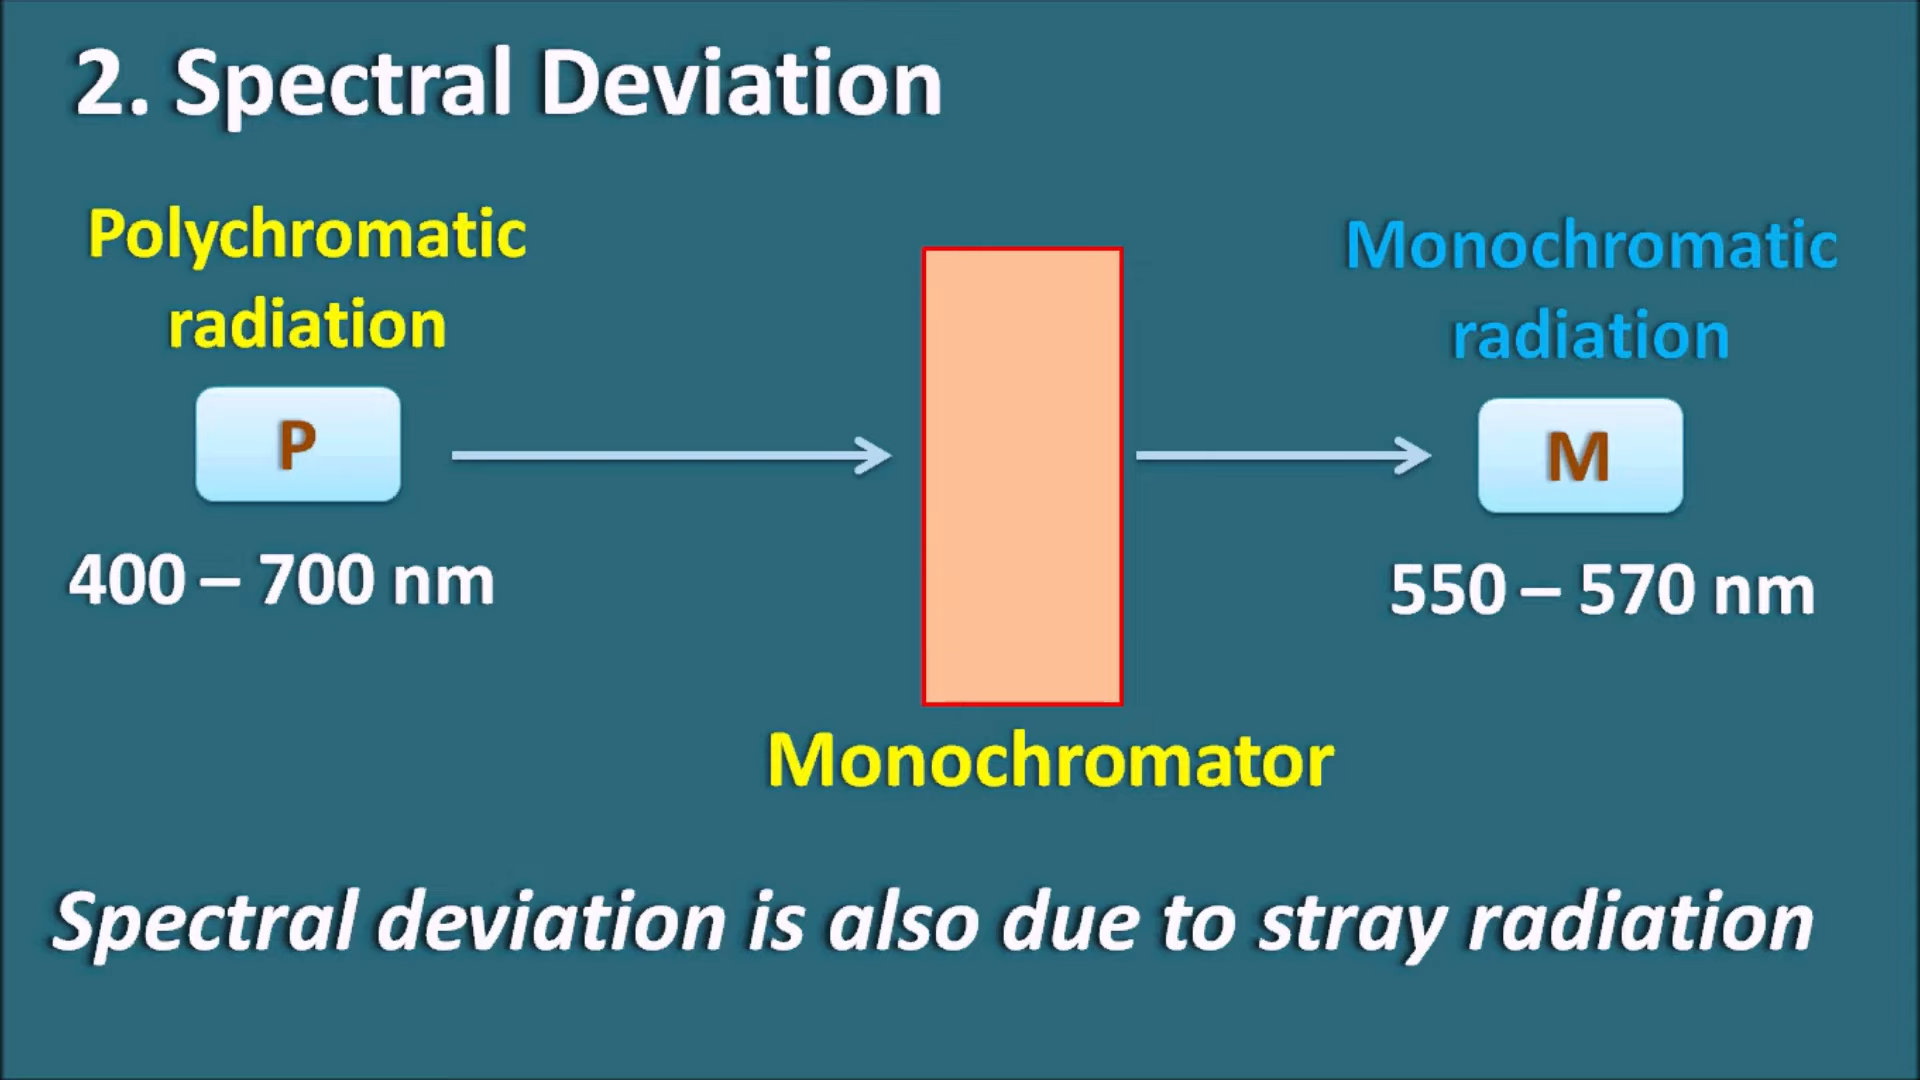 2. Spectral Deviation
Polychromatic
radiation
P
400 – 700 nm
Monochromator
Monochromatic
radiation
M
550 – 570 nm
Spectral deviation is also due to stray radiation